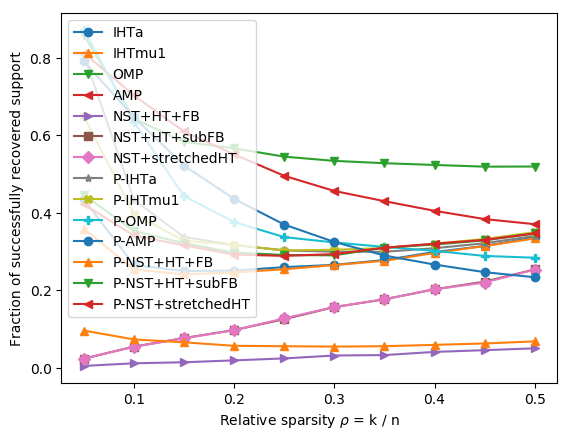 Fraction of successfully recovered support
0.8
0.6
0.4
0.2
0.0
IHTa
IHTmu1
OMP
AMP
NST+HT+FB
NST+HT+subFB
NST+stretchedHT
P-IHTa
P-IHTmu1
P-OMP
P-AMP
P-NST+HT+FB
P-NST+HT+subFB
P-NST+stretchedHT
0.1 0.2 0.3 0.4 0.5
Relative sparsity ρ = k / n